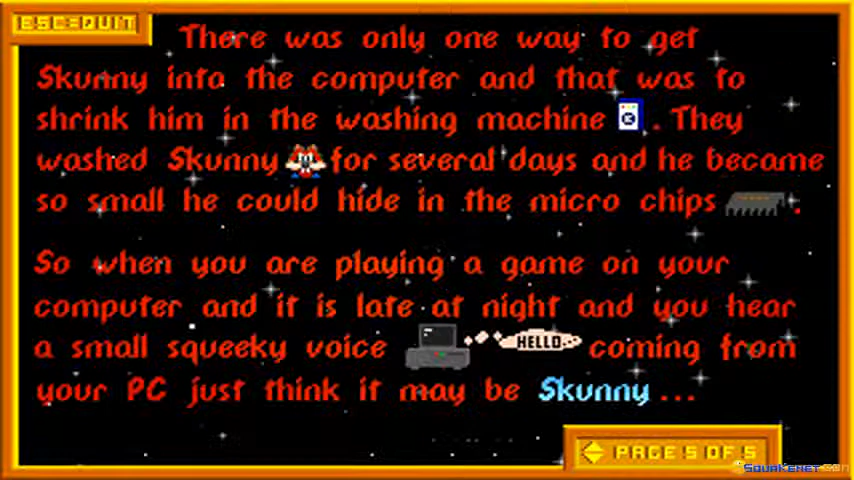 ESC=QUIT
There was only one way to get
Skunny into the computer and that was to
shrink him in the washing machine . They
washed Skunny for several days and he became
so small he could hide in the micro chips .
So when you are playing a game on your
computer and it is late at night and you hear
a small squeeky voice HELLO.. coming from
your PC just think it may be Skunny ...
PAGE 5 OF 5
SQUAKENET.COM